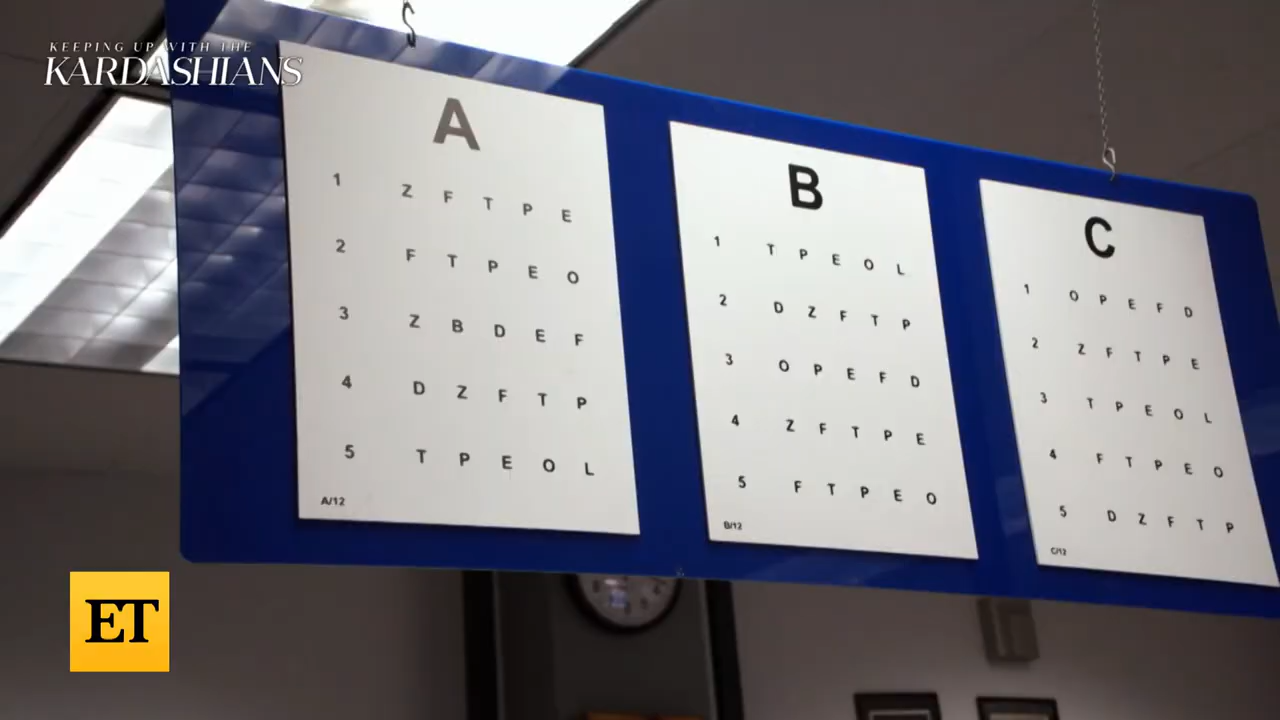 KEEPING UP WITH THE
KARDASHIANS
A
1 Z F T P E
2 F T P E O
3 Z B D E F
4 D Z F T P
5 T P E O L
A/12
B
1 T P E O L
2 D Z F T P
3 O P E F D
4 Z F T P E
5 F T P E O
B/12
C
1 O P E F D
2 Z F T P E
3 T P E O L
4 F T P E O
5 D Z F T P
C/12
ET